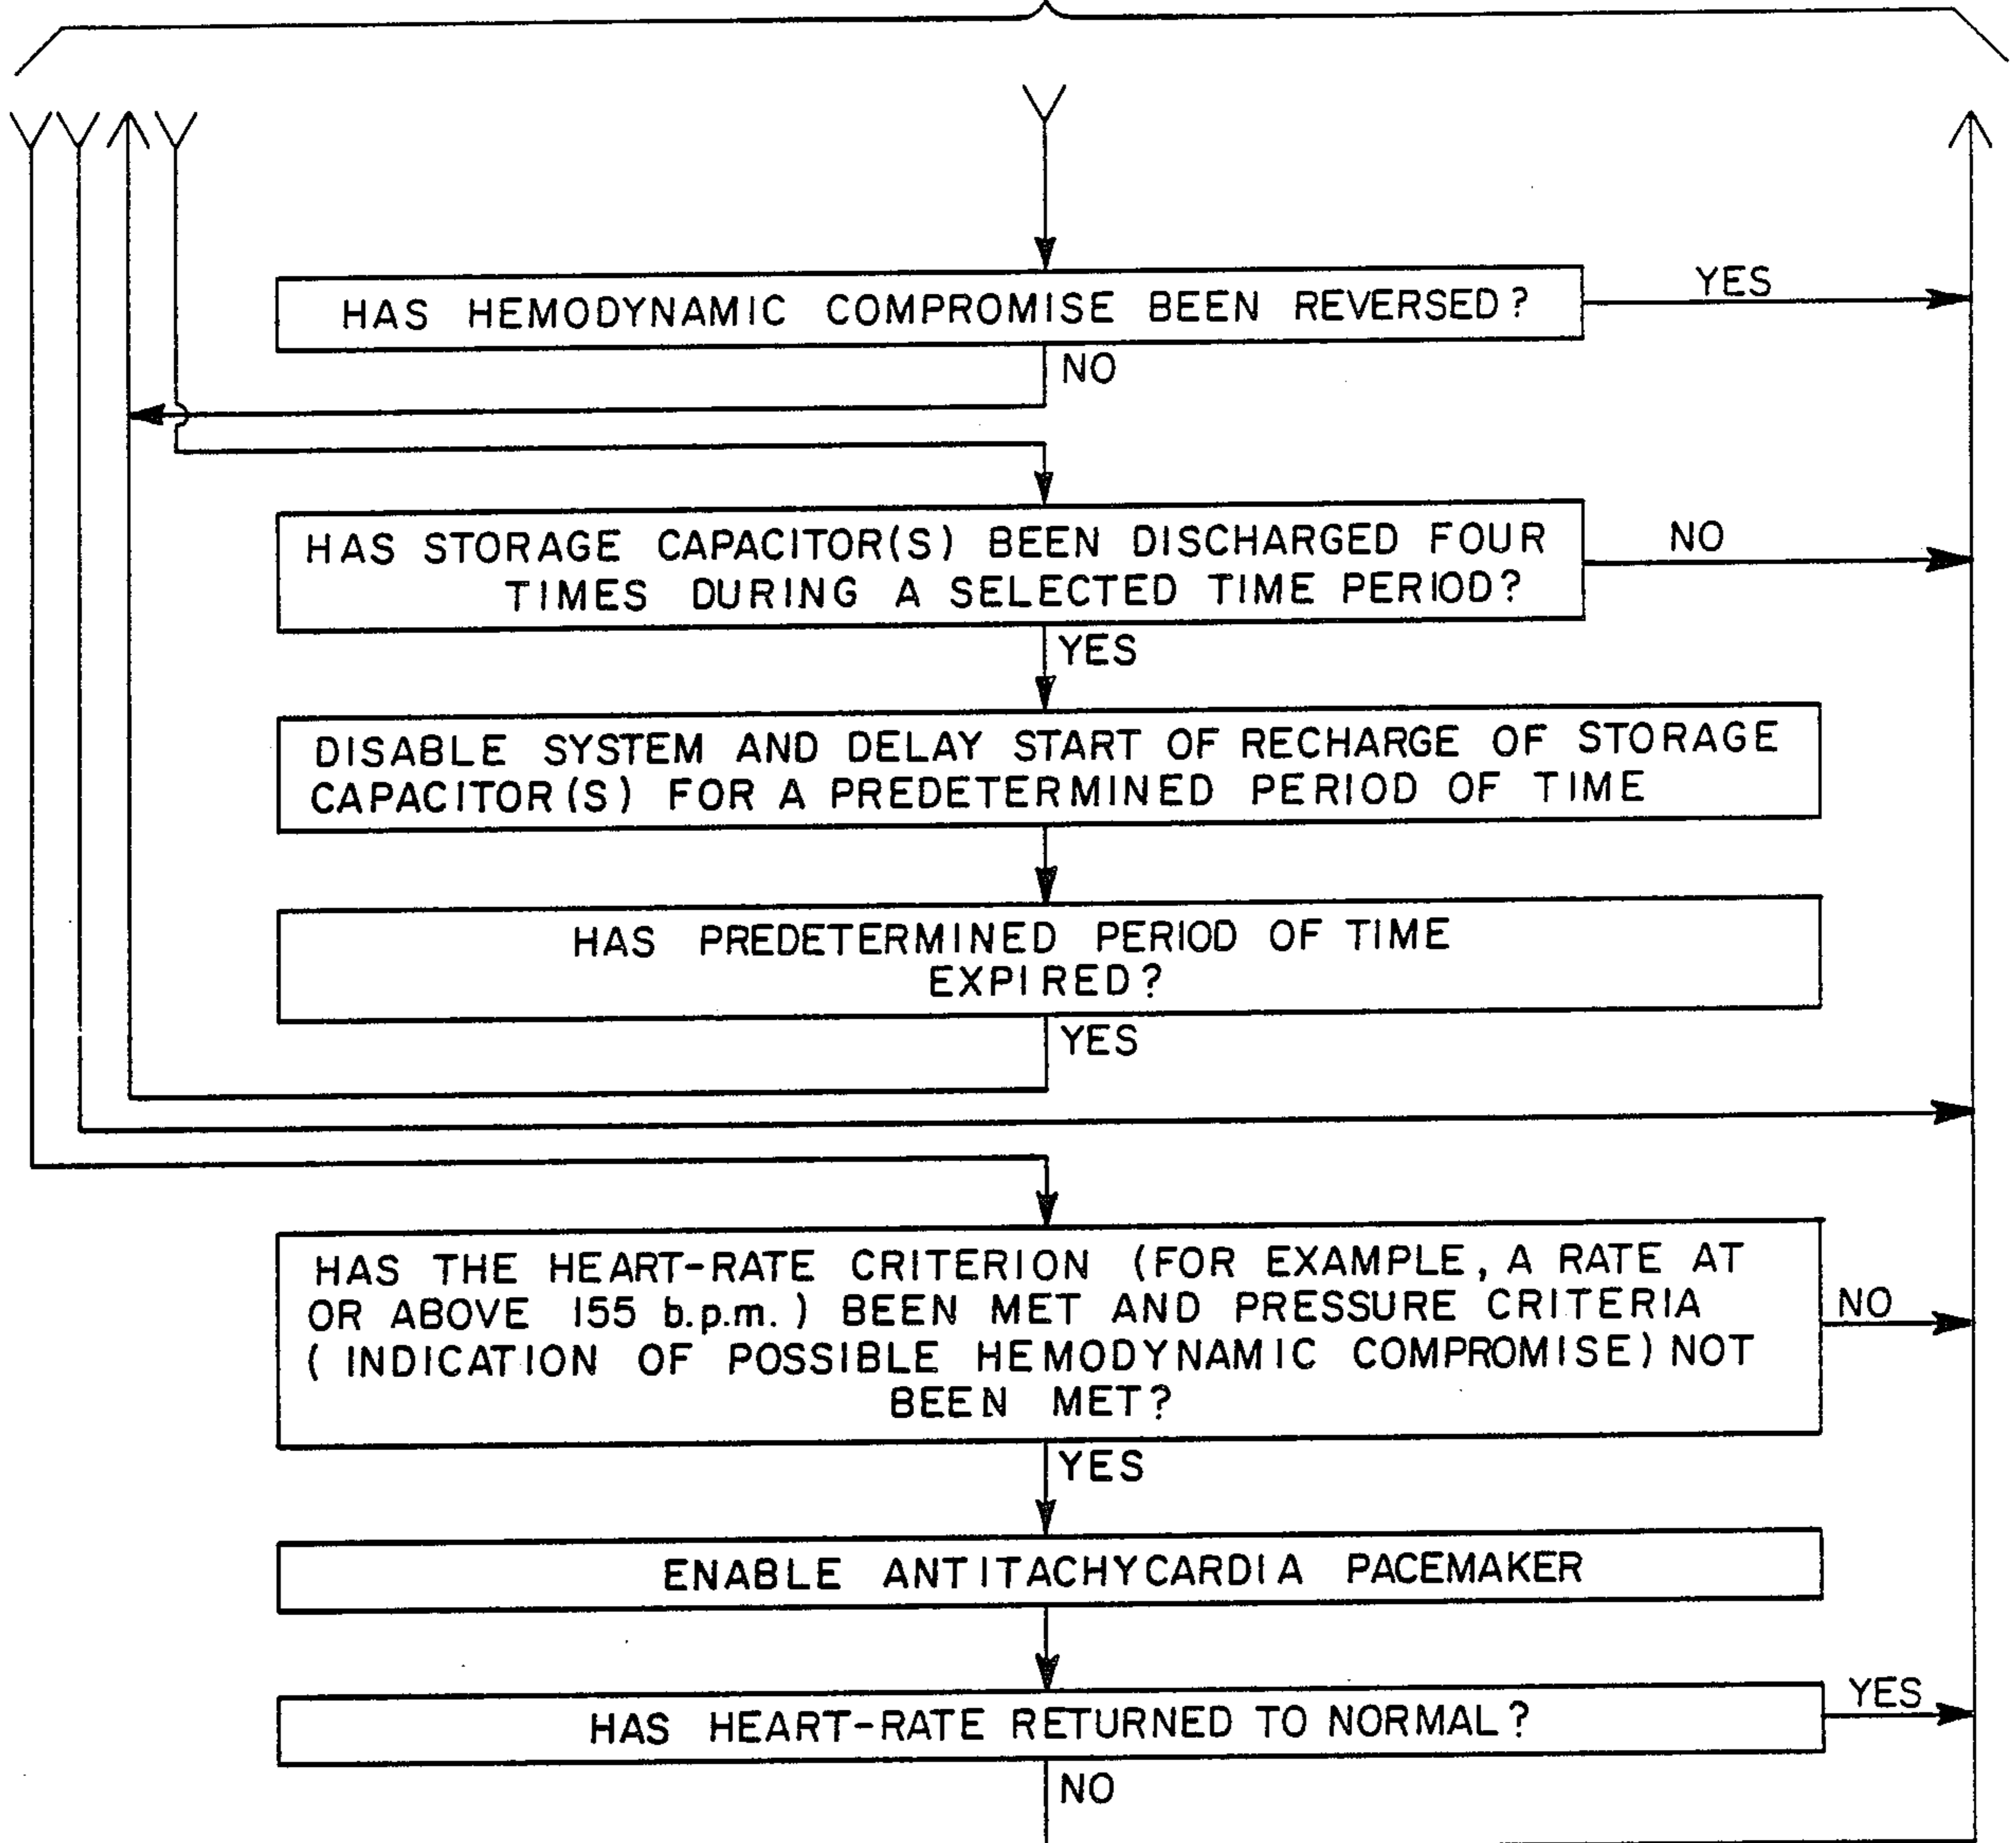 HAS HEMODYNAMIC COMPROMISE BEEN REVERSED?
YES
NO
HAS STORAGE CAPACITOR(S) BEEN DISCHARGED FOUR
TIMES DURING A SELECTED TIME PERIOD?
NO
YES
DISABLE SYSTEM AND DELAY START OF RECHARGE OF STORAGE
CAPACITOR(S) FOR A PREDETERMINED PERIOD OF TIME
HAS PREDETERMINED PERIOD OF TIME
EXPIRED?
YES
HAS THE HEART-RATE CRITERION (FOR EXAMPLE, A RATE AT
OR ABOVE 155 b.p.m.) BEEN MET AND PRESSURE CRITERIA
(INDICATION OF POSSIBLE HEMODYNAMIC COMPROMISE) NOT
BEEN MET?
NO
YES
ENABLE ANTITACHYCARDIA PACEMAKER
HAS HEART-RATE RETURNED TO NORMAL?
YES
NO